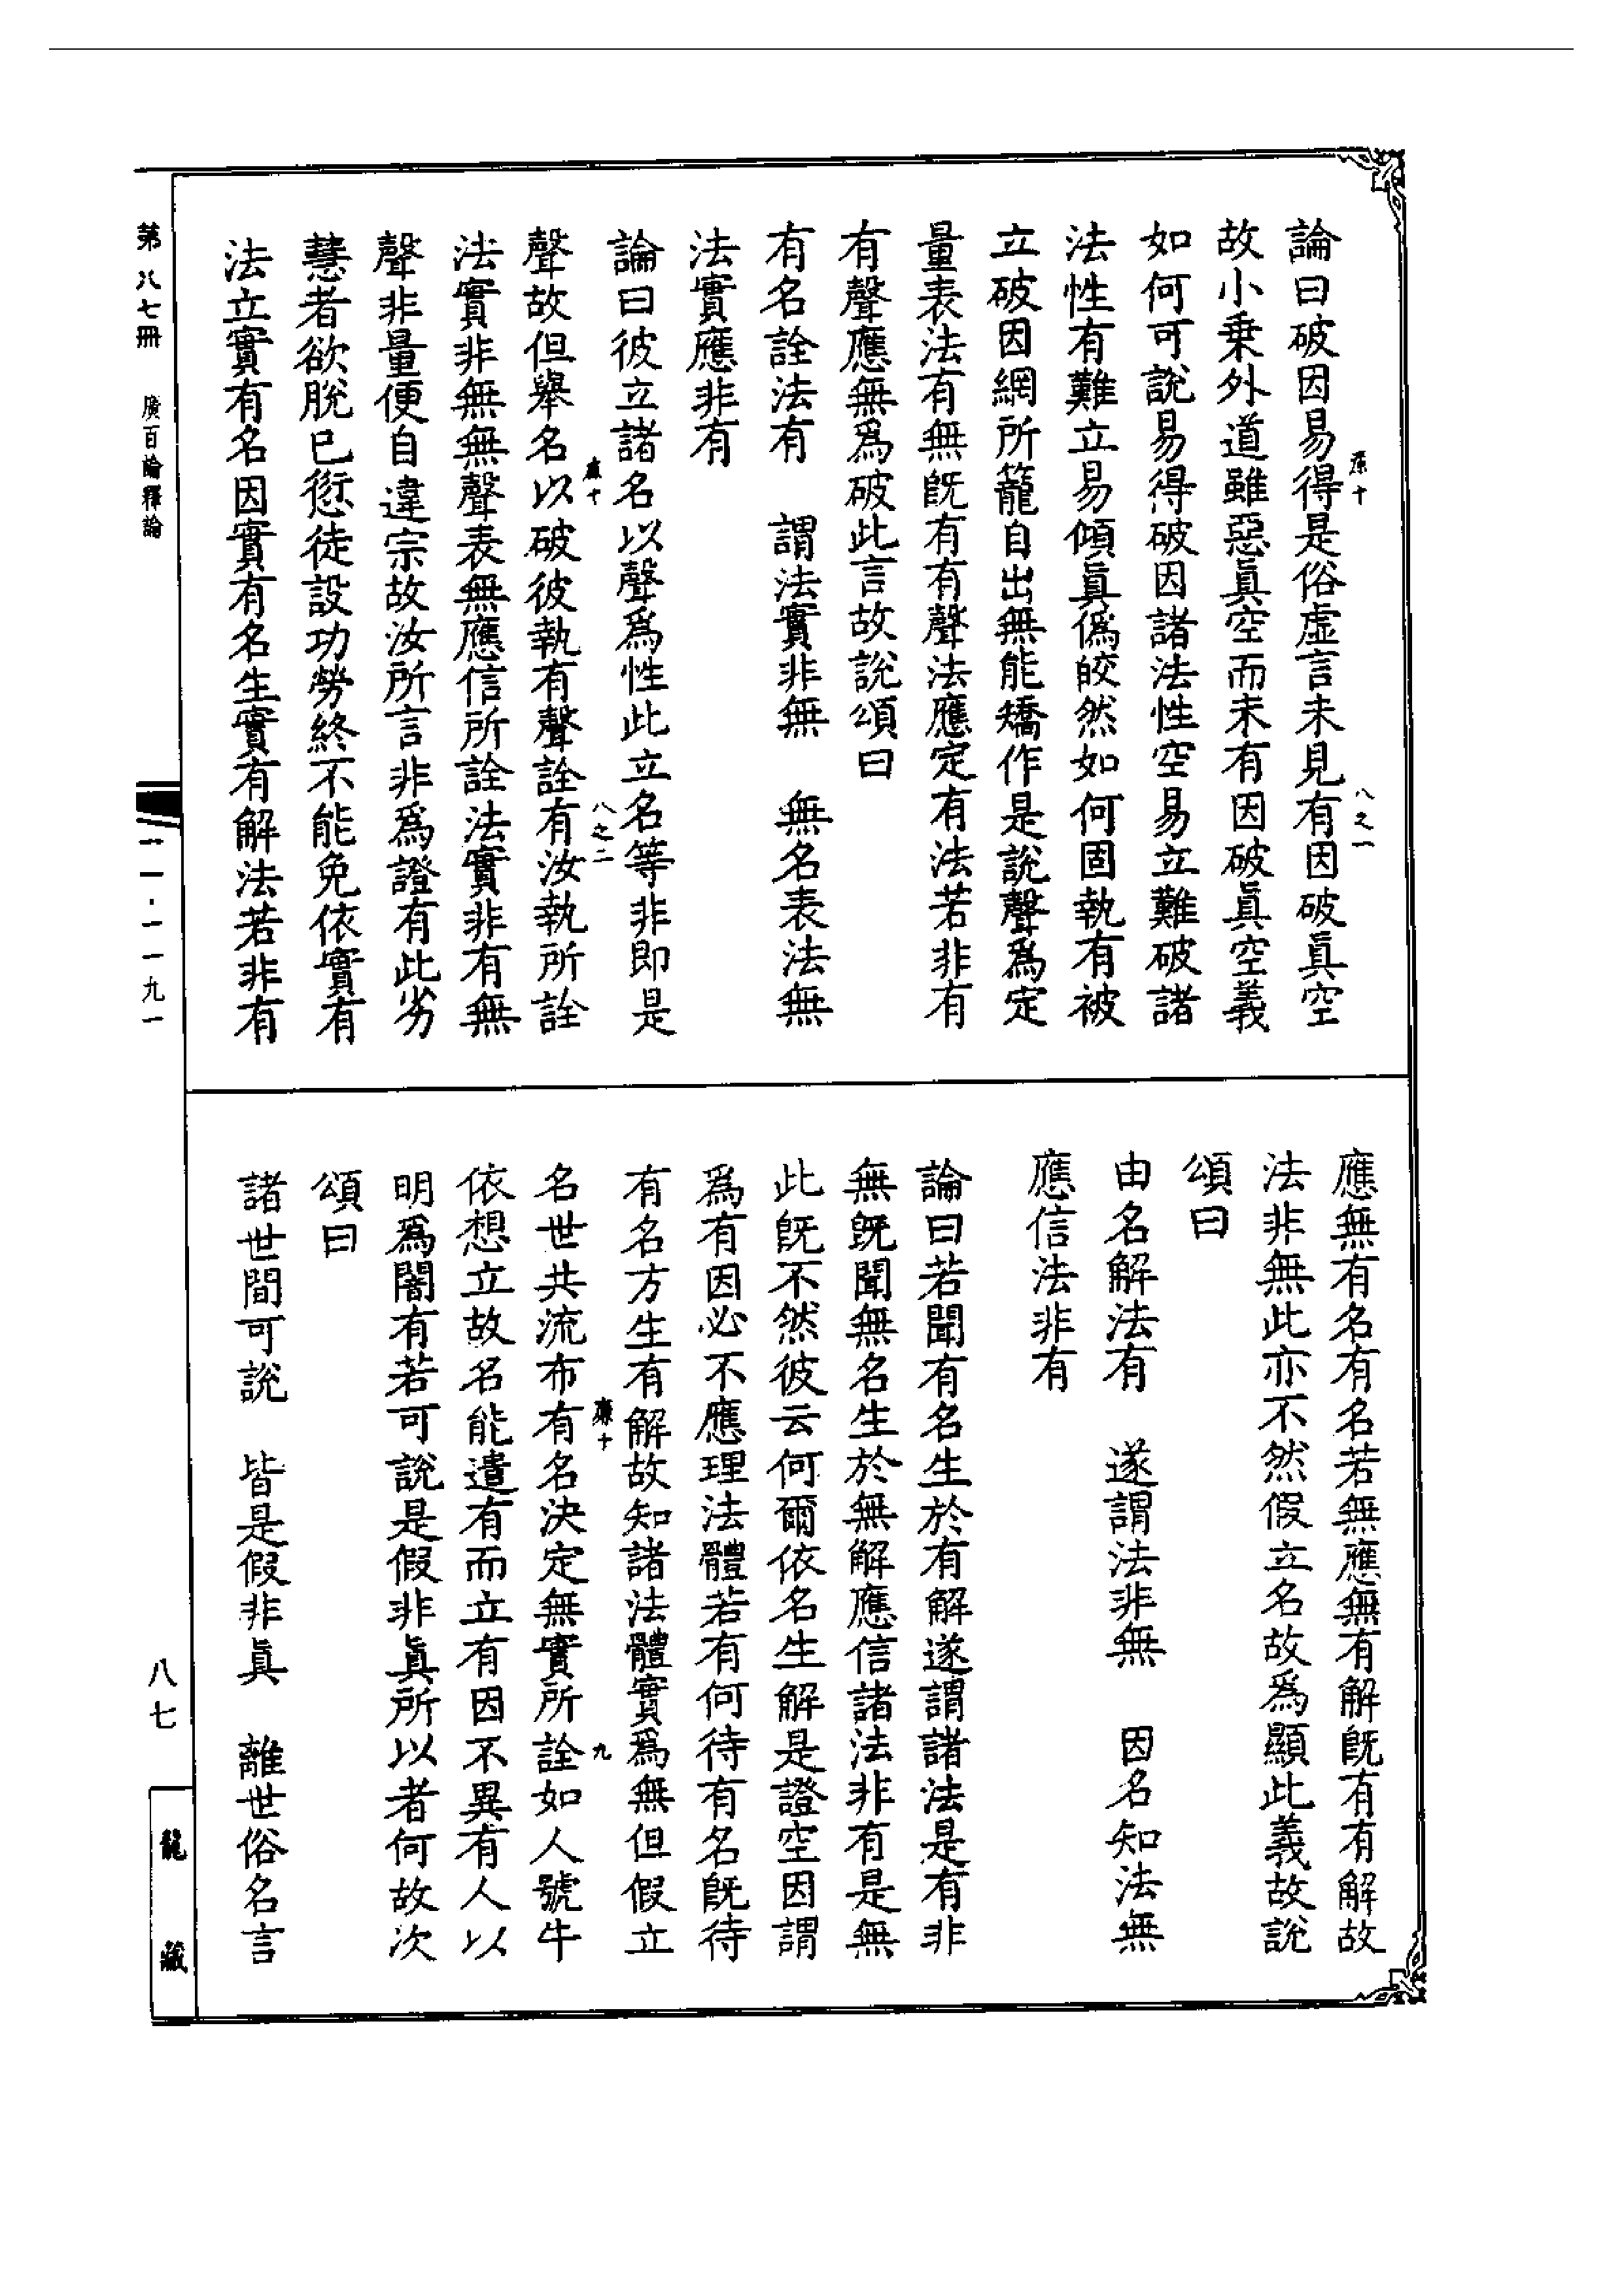 論曰破因易得是俗虛言未見有因破眞空
故小乗外道雖惡眞空而未有因破眞空義
如何可說易得破因諸法性空易立難破諸
法性有難立易傾眞僞皎然如何固執有被
立破因網所籠自出無能矯作是說聲爲定
量表法有無旣有有聲法應定有法若非有
有聲應無爲破此言故說頌曰
有名詮法有　謂法實非無　無名表法無
法實應非有
論曰彼立諸名以聲爲性此立名等非即是
聲故但舉名以破彼執有聲詮有汝執所詮
法實非無無聲表無應信所詮法實非有無
聲非量便自違宗故汝所言非爲證有此劣
慧者欲脫已愆徒設功勞終不能免依實有
法立實有名因實有名生實有解法若非有
應無有名有名若無應無有解旣有有解故
法非無此亦不然假立名故爲顯此義故說
頌曰
由名解法有　遂謂法非無　因名知法無
應信法非有
論曰若聞有名生於有解遂謂諸法是有非
無旣聞無名生於無解應信諸法非有是無
此旣不然彼云何爾依名生解是證空因謂
爲有因必不應理法體若有何待有名旣待
有名方生有解故知諸法體實爲無但假立
名世共流布有名決定無實所詮如人號牛
依想立故名能遣有而立有因不異有人以
明爲闇有若可說是假非眞所以者何故次
頌曰
諸世間可說　皆是假非眞　離世俗名言
第八七冊　廣百論釋論
一一一·一一九一
八七
龍藏